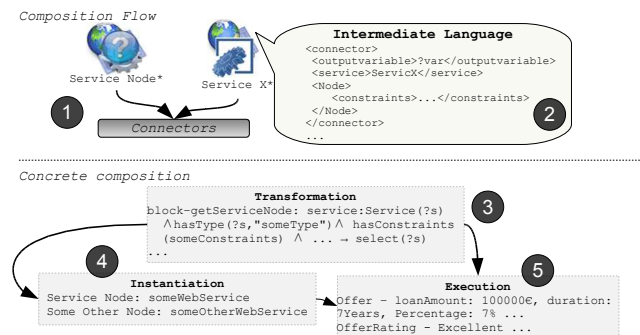 Composition Flow
Service Node*
Service X*
1
Connectors
Intermediate Language
<connector>
<outputvariable>?var</outputvariable>
<service>ServicX</service>
<Node>
<constraints>...</constraints>
</Node>
</connector>
...
2
Concrete composition
Transformation
block-getServiceNode: service:Service(?s)
∧hasType(?s,"someType")∧ hasConstraints
(someConstraints) ∧ ... → select(?s)
...
3
4
Instantiation
Service Node: someWebService
Some Other Node: someOtherWebService
5
Execution
Offer – loanAmount: 100000€, duration:
7Years, Percentage: 7% ...
OfferRating – Excellent ...